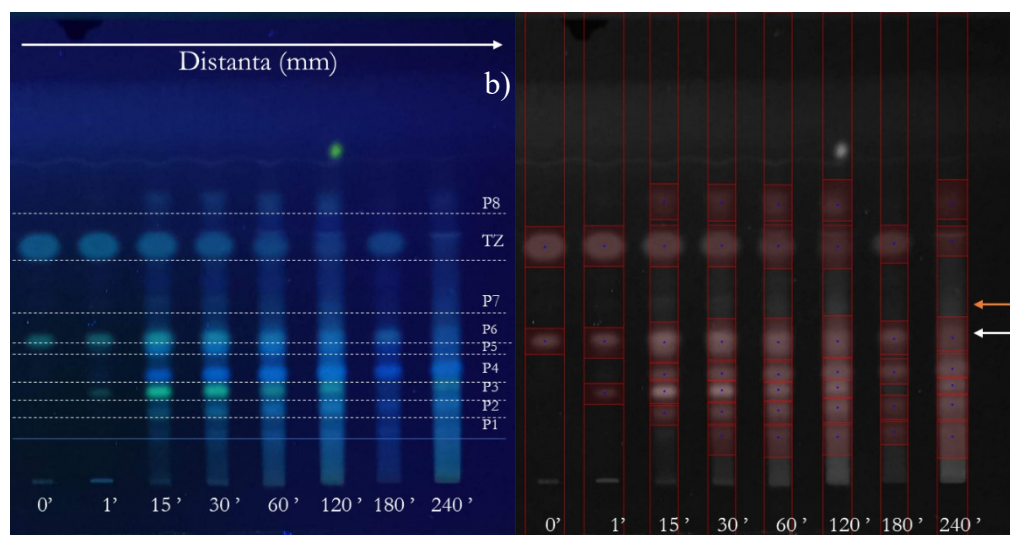 Distanta (mm)
b)
P8
TZ
P7
P6
P5
P4
P3
P2
P1
0’ 1’ 15 ’ 30 ’ 60 ’ 120 ’ 180 ’ 240 ’
0’ 1’ 15 ’ 30 ’ 60 ’ 120 ’ 180 ’ 240 ’